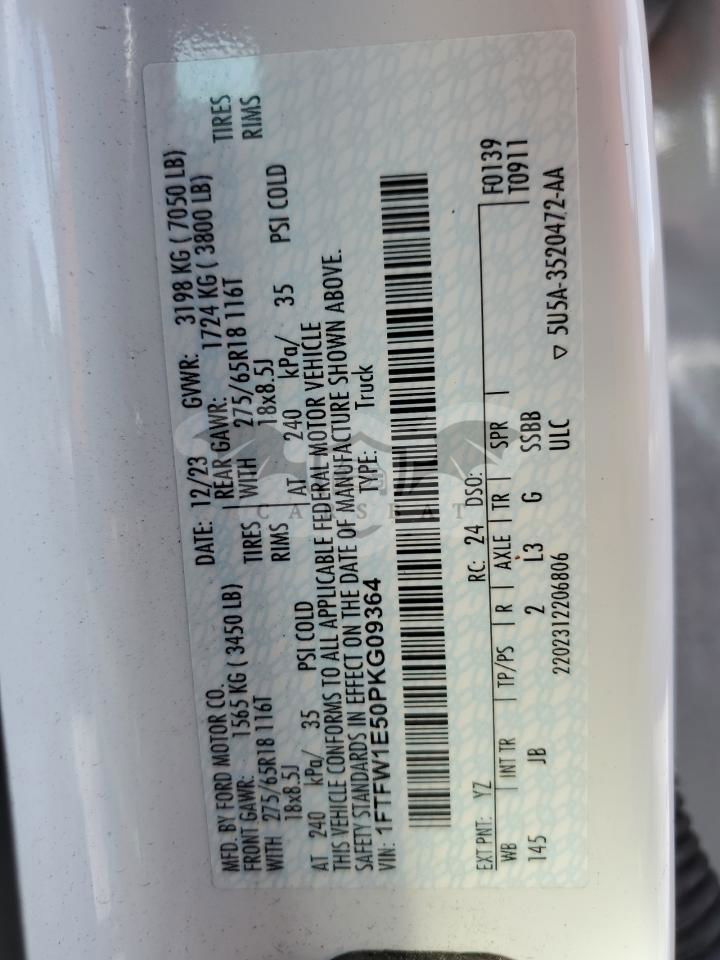 MFD. BY FORD MOTOR CO. DATE: 12/23 GVWR: 3198 KG ( 7050 LB)
FRONT GAWR: 1565 KG ( 3450 LB) REAR GAWR: 1724 KG ( 3800 LB)
WITH 275/65R18 116T TIRES WITH 275/65R18 116T TIRES
18x8.5J RIMS 18x8.5J RIMS
AT 240 kPa/ 35 PSI COLD AT 240 kPa/ 35 PSI COLD
THIS VEHICLE CONFORMS TO ALL APPLICABLE FEDERAL MOTOR VEHICLE
SAFETY STANDARDS IN EFFECT ON THE DATE OF MANUFACTURE SHOWN ABOVE.
VIN: 1FTFW1E50PKG09364 TYPE: Truck
CARSBAT
EXT PNT: YZ RC: 24 DSO: F0139
WB INT TR TP/PS R AXLE TR SPR T0911
145 JB 2 L3 G SSBB
2202312206806 ULC ▽ 5U5A-3520472-AA